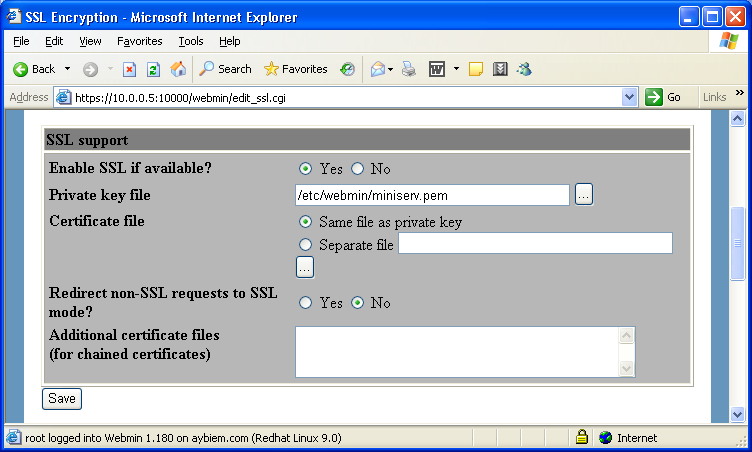 SSL Encryption - Microsoft Internet Explorer
File Edit View Favorites Tools Help
Back Search Favorites
Address https://10.0.0.5:10000/webmin/edit_ssl.cgi Go Links »
SSL support
Enable SSL if available? Yes No
Private key file /etc/webmin/miniserv.pem ...
Certificate file Same file as private key
Separate file
...
Redirect non-SSL requests to SSL
mode? Yes No
Additional certificate files
(for chained certificates)
Save
root logged into Webmin 1.180 on aybiem.com (Redhat Linux 9.0) Internet